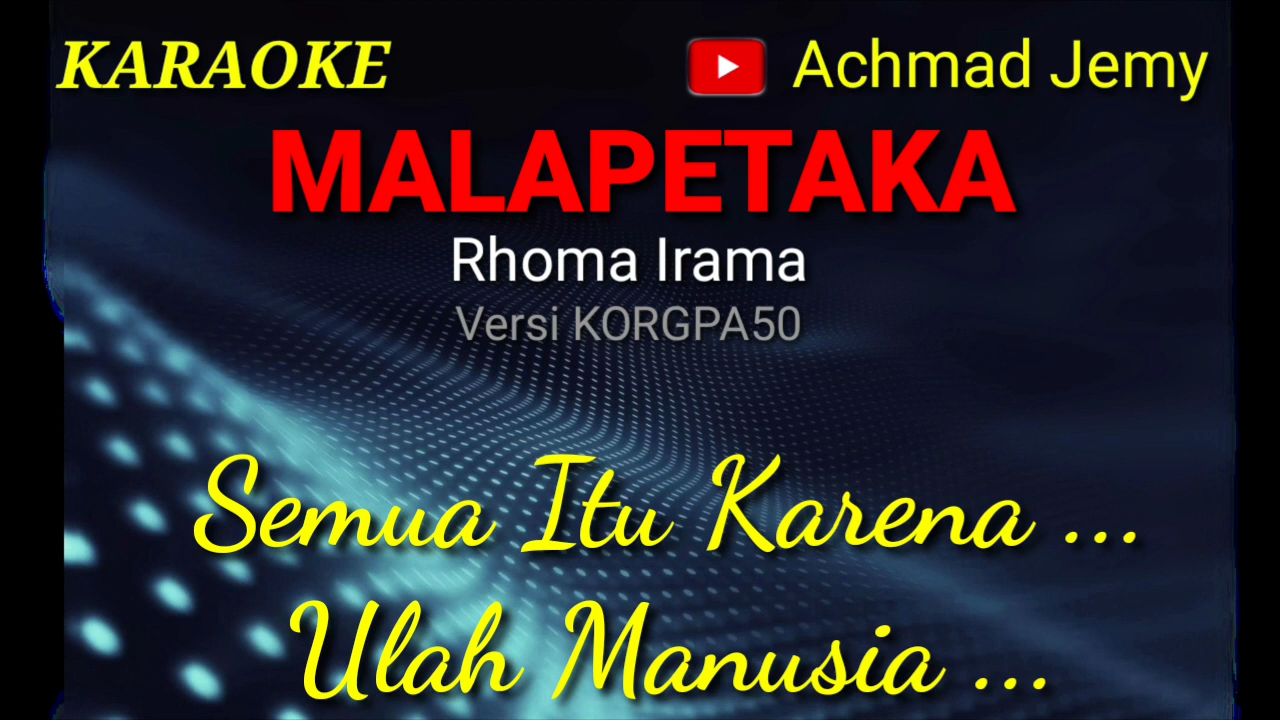 KARAOKE
Achmad Jemy
MALAPETAKA
Rhoma Irama
Versi KORGPA50
Semua Itu Karena ...
Ulah Manusia ...